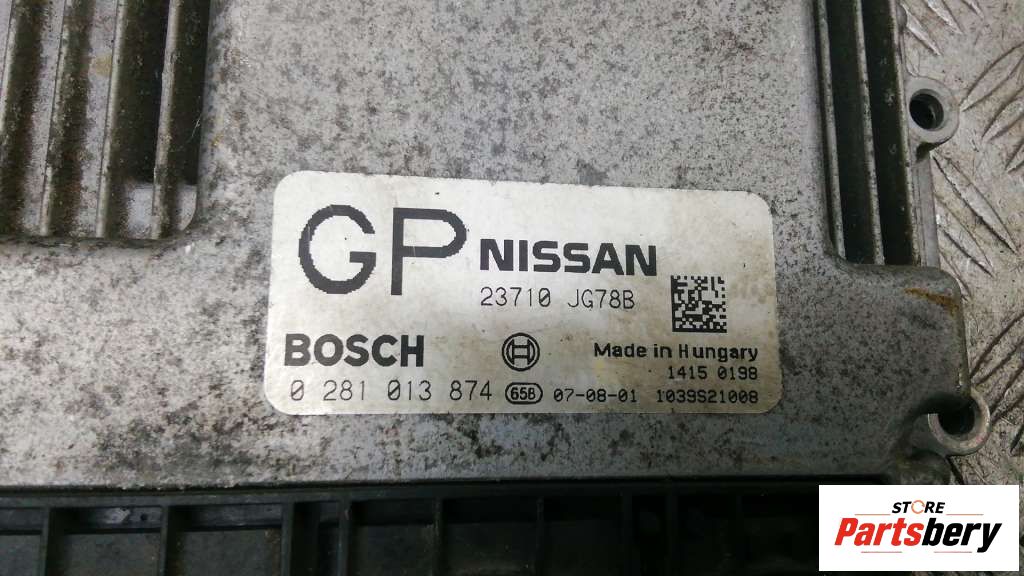 GP NISSAN
23710 JG78B
BOSCH
Made in Hungary
1415 0198
0 281 013 874 65B 07-08-01 1039S21008
STORE
Partsbery